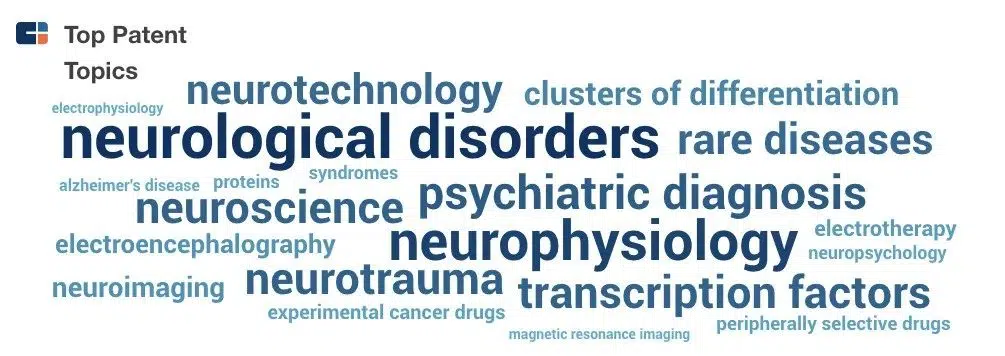 Top Patent
Topics
neurotechnology
clusters of differentiation
electrophysiology
neurological disorders
rare diseases
alzheimer's disease
proteins
syndromes
psychiatric diagnosis
neuroscience
electrotherapy
electroencephalography
neurophysiology
neuropsychology
neuroimaging
neurotrauma
transcription factors
experimental cancer drugs
peripherally selective drugs
magnetic resonance imaging